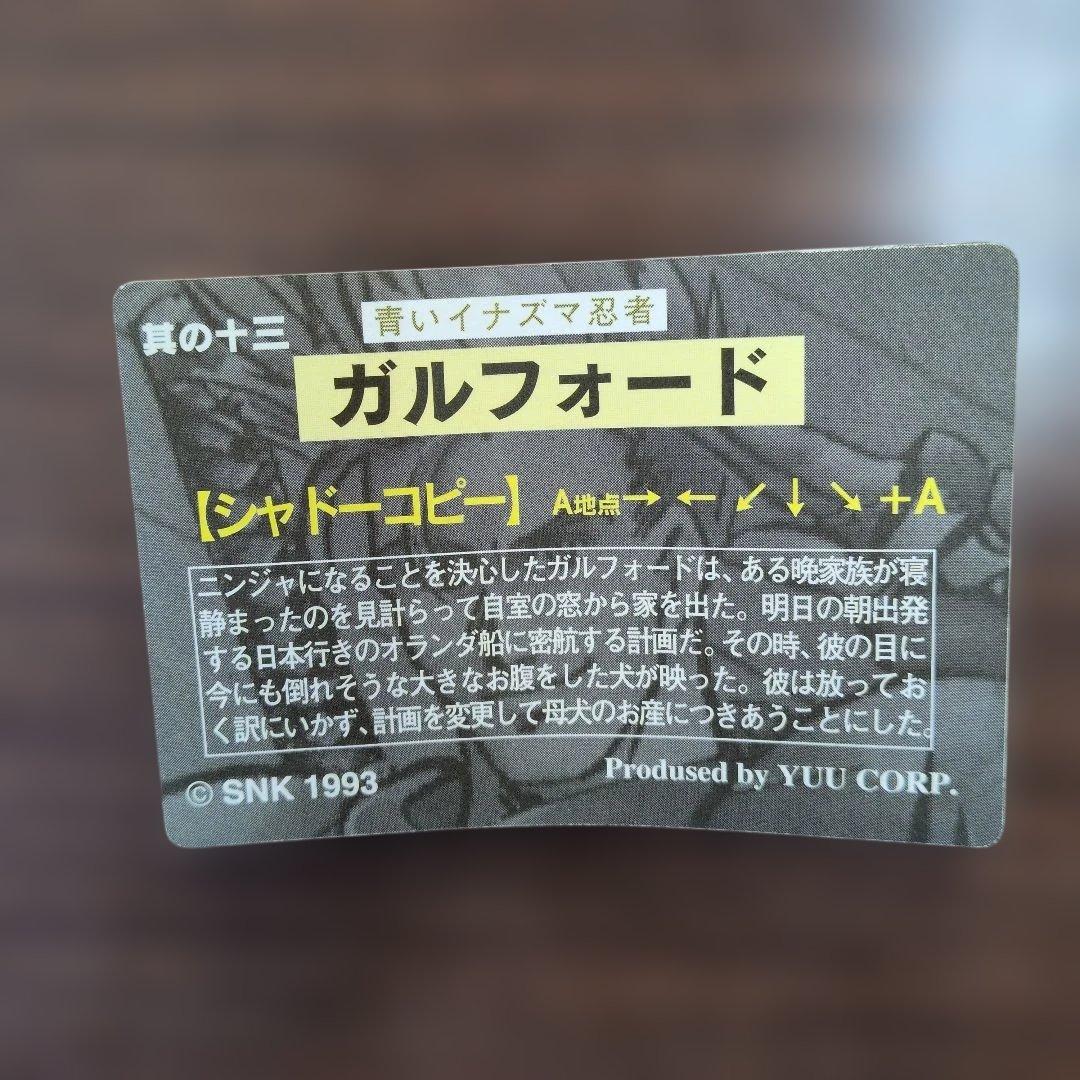 其の十三
青いイナズマ忍者
ガルフォード
【シャドーコピー】 A地点→ ← ↙ ↓ ↘ +A
ニンジャになることを決心したガルフォードは、ある晩家族が寝
静まったのを見計らって自室の窓から家を出た。明日の朝出発
する日本行きのオランダ船に密航する計画だ。その時、彼の目に
今にも倒れそうな大きなお腹をした犬が映った。彼は放ってお
く訳にいかず、計画を変更して母犬のお産につきあうことにした。
© SNK 1993
Prodused by YUU CORP.